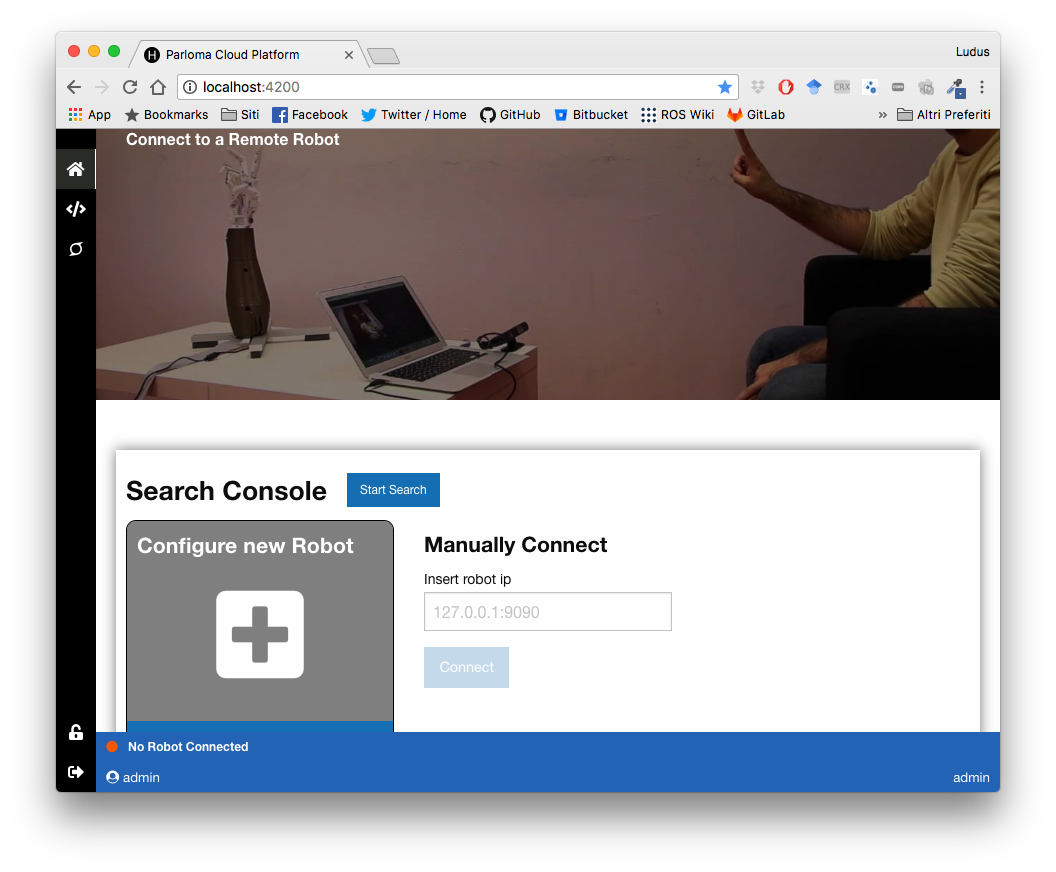 Parloma Cloud Platform
Ludus
localhost:4200
CRX
App Bookmarks Siti Facebook Twitter / Home GitHub Bitbucket ROS Wiki GitLab » Altri Preferiti
Connect to a Remote Robot
Search Console Start Search
Configure new Robot
Manually Connect
Insert robot ip
127.0.0.1:9090
Connect
No Robot Connected
admin admin